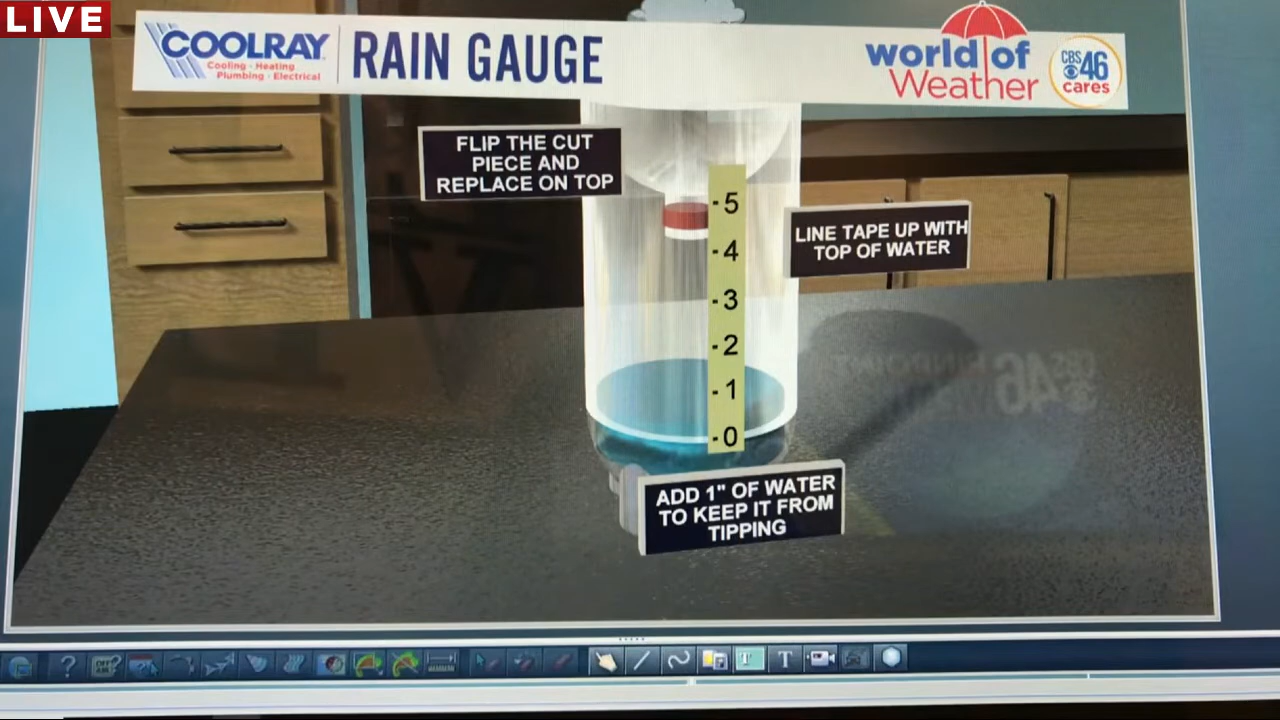 LIVE
COOLRAY
Cooling · Heating
Plumbing · Electrical
RAIN GAUGE
world of
Weather
CBS
46
cares
FLIP THE CUT
PIECE AND
REPLACE ON TOP
- 5
- 4
- 3
- 2
- 1
- 0
LINE TAPE UP WITH
TOP OF WATER
ADD 1" OF WATER
TO KEEP IT FROM
TIPPING
? 
T
T